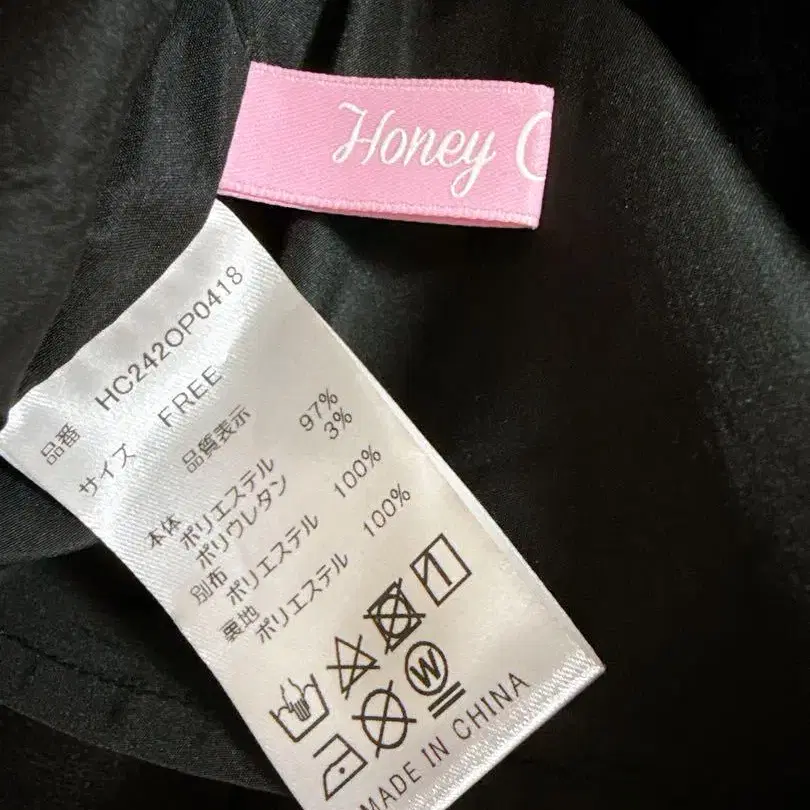 Honey C
品番 HC242OP0418
サイズ FREE
品質表示
本体 ポリエステル 97%
ポリウレタン 3%
別布 ポリエステル 100%
裏地 ポリエステル 100%
W
MADE IN CHINA